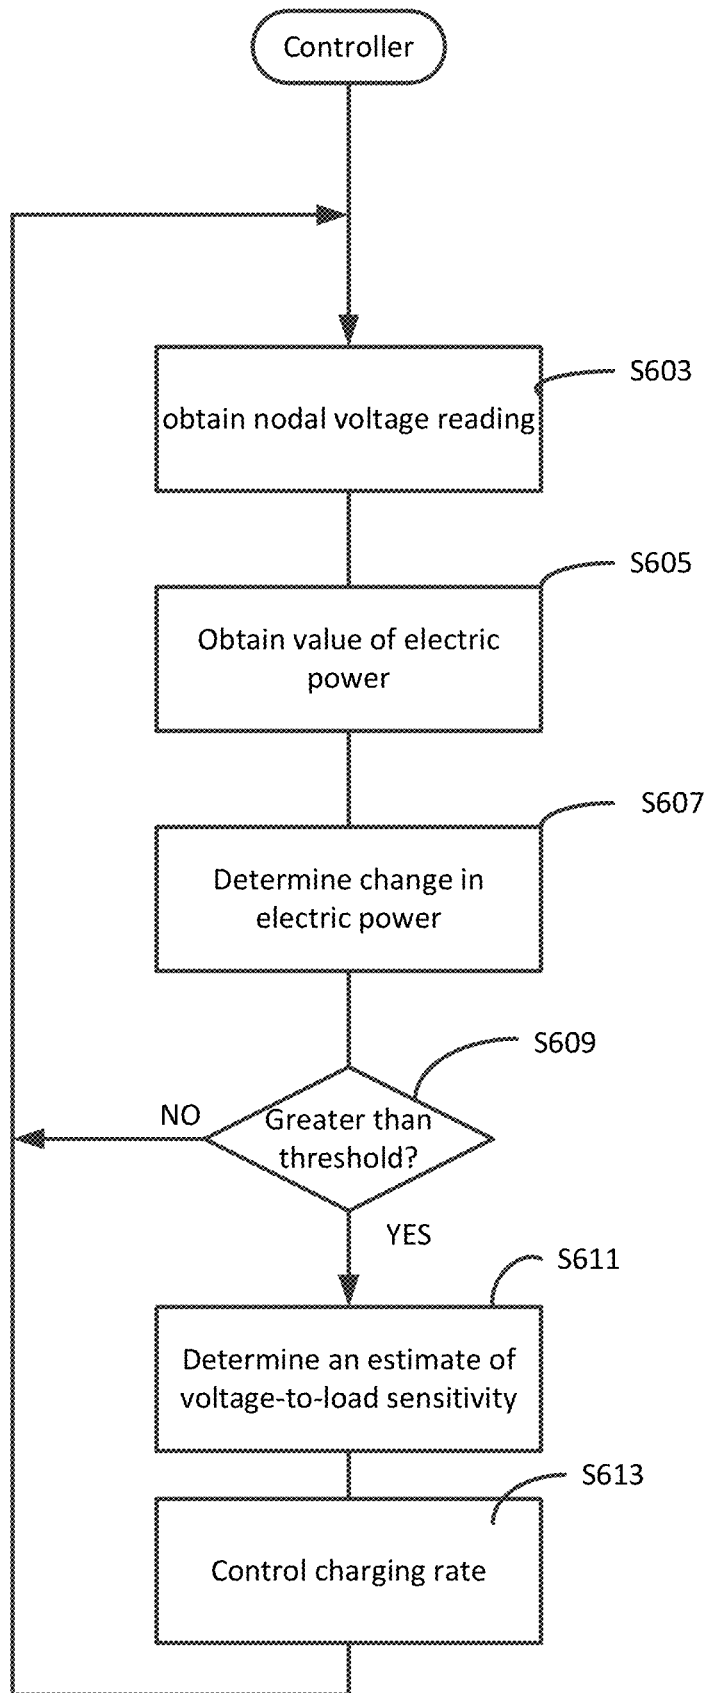 Controller
obtain nodal voltage reading
S603
Obtain value of electric
power
S605
Determine change in
electric power
S607
Greater than
threshold?
S609
NO
YES
Determine an estimate of
voltage-to-load sensitivity
S611
Control charging rate
S613